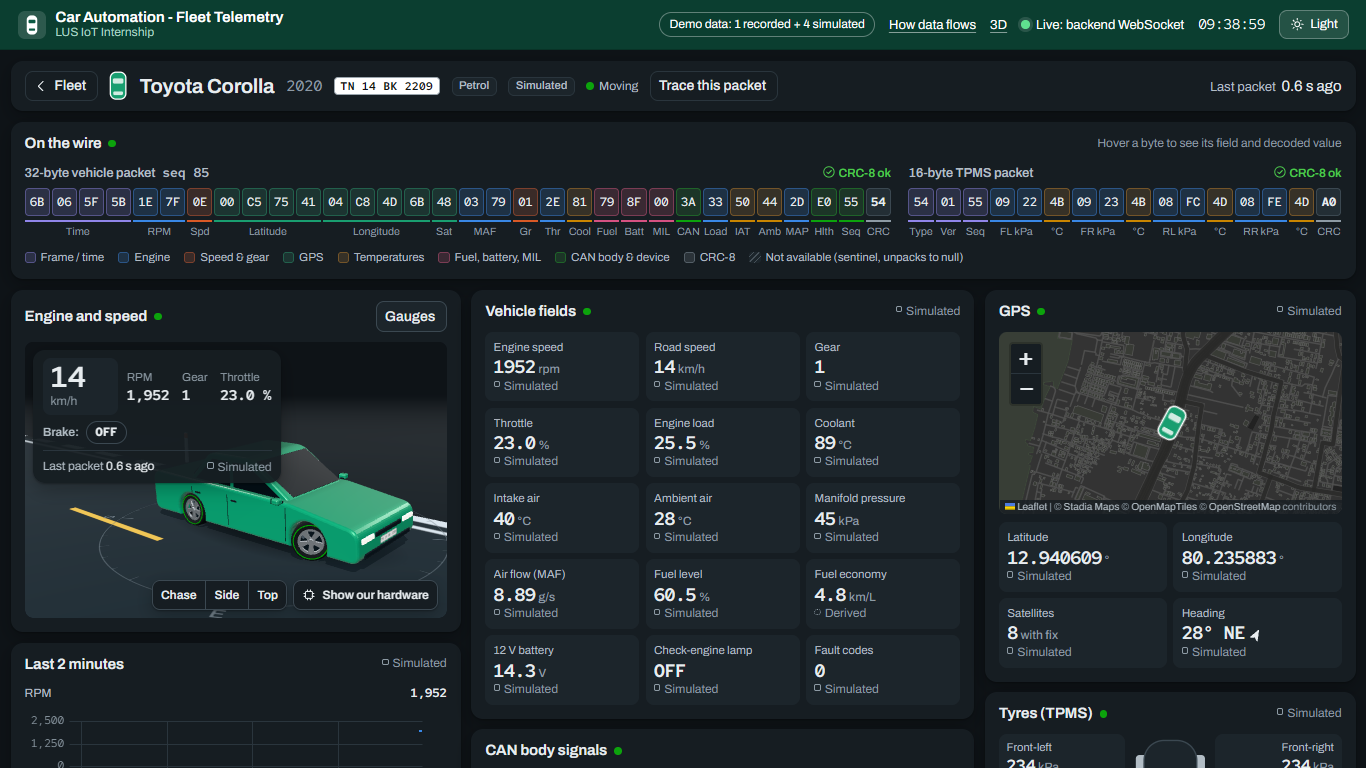 Car Automation - Fleet Telemetry
LUS IoT Internship
Demo data: 1 recorded + 4 simulated
How data flows
3D
Live: backend WebSocket
09:38:59
Light
Fleet
Toyota Corolla
2020
TN 14 BK 2209
Petrol
Simulated
Moving
Trace this packet
Last packet 0.6 s ago
On the wire
Hover a byte to see its field and decoded value
32-byte vehicle packet seq 85
CRC-8 ok
16-byte TPMS packet
CRC-8 ok
6B 06 5F 5B 1E 7F 0E 00 C5 75 41 04 C8 4D 6B 48 03 79 01 2E 81 79 8F 00 3A 33 50 44 2D E0 55 54
54 01 55 09 22 4B 09 23 4B 08 FC 4D 08 FE 4D A0
Time RPM Spd Latitude Longitude Sat MAF Gr Thr Cool Fuel Batt MIL CAN Load IAT Amb MAP Hlth Seq CRC
Type Ver Seq FL kPa °C FR kPa °C RL kPa °C RR kPa °C CRC
Frame / time
Engine
Speed & gear
GPS
Temperatures
Fuel, battery, MIL
CAN body & device
CRC-8
Not available (sentinel, unpacks to null)
Engine and speed
Gauges
14
km/h
RPM
1,952
Gear
1
Throttle
23.0 %
Brake: OFF
Last packet 0.6 s ago
Simulated
E
Chase
Side
Top
Show our hardware
Last 2 minutes
Simulated
RPM
1,952
2,500
1,250
0
Vehicle fields
Simulated
Engine speed
1952 rpm
Simulated
Road speed
14 km/h
Simulated
Gear
1
Simulated
Throttle
23.0 %
Simulated
Engine load
25.5 %
Simulated
Coolant
89 °C
Simulated
Intake air
40 °C
Simulated
Ambient air
28 °C
Simulated
Manifold pressure
45 kPa
Simulated
Air flow (MAF)
8.89 g/s
Simulated
Fuel level
60.5 %
Simulated
Fuel economy
4.8 km/L
Derived
12 V battery
14.3 V
Simulated
Check-engine lamp
OFF
Simulated
Fault codes
0
Simulated
CAN body signals
GPS
Simulated
+
−
Leaflet | © Stadia Maps © OpenMapTiles © OpenStreetMap contributors
Latitude
12.940609 °
Simulated
Longitude
80.235883 °
Simulated
Satellites
8 with fix
Simulated
Heading
28° NE
Simulated
Tyres (TPMS)
Simulated
Front-left
234 kPa
Front-right
234 kPa